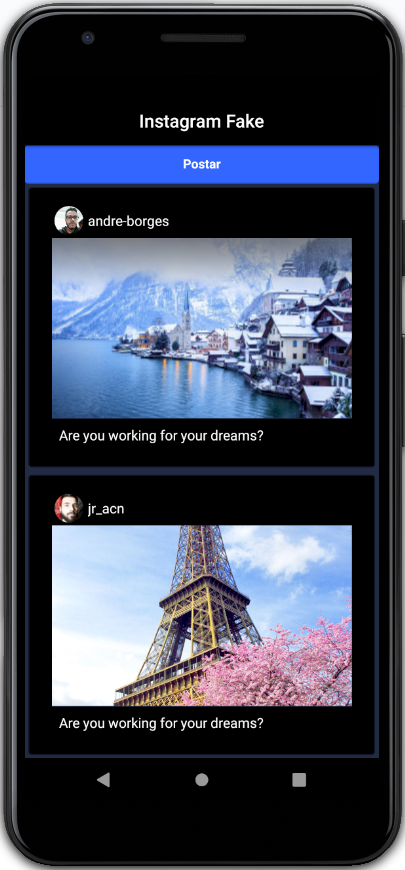 Instagram Fake
Postar
andre-borges
Are you working for your dreams?
jr_acn
Are you working for your dreams?